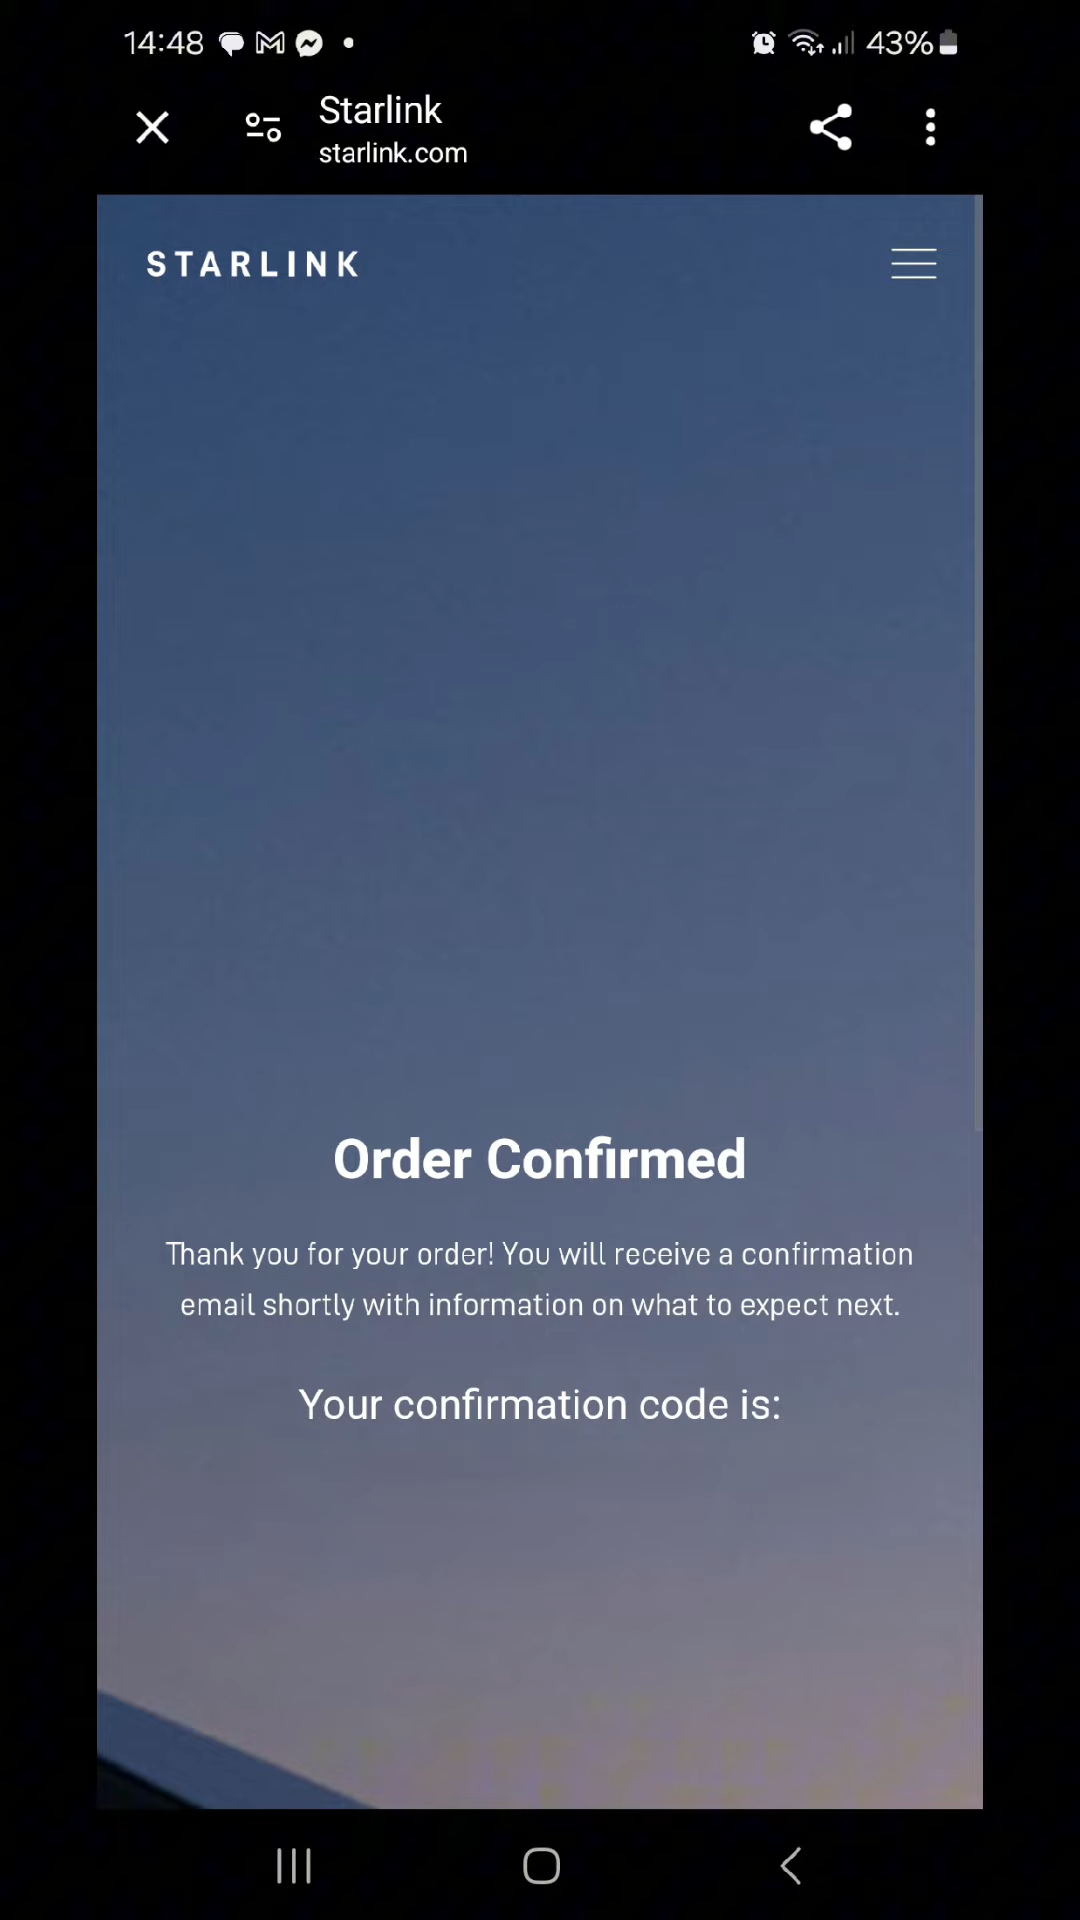 14:48 43%
Starlink
starlink.com
STARLINK
Order Confirmed
Thank you for your order! You will receive a confirmation
email shortly with information on what to expect next.
Your confirmation code is: